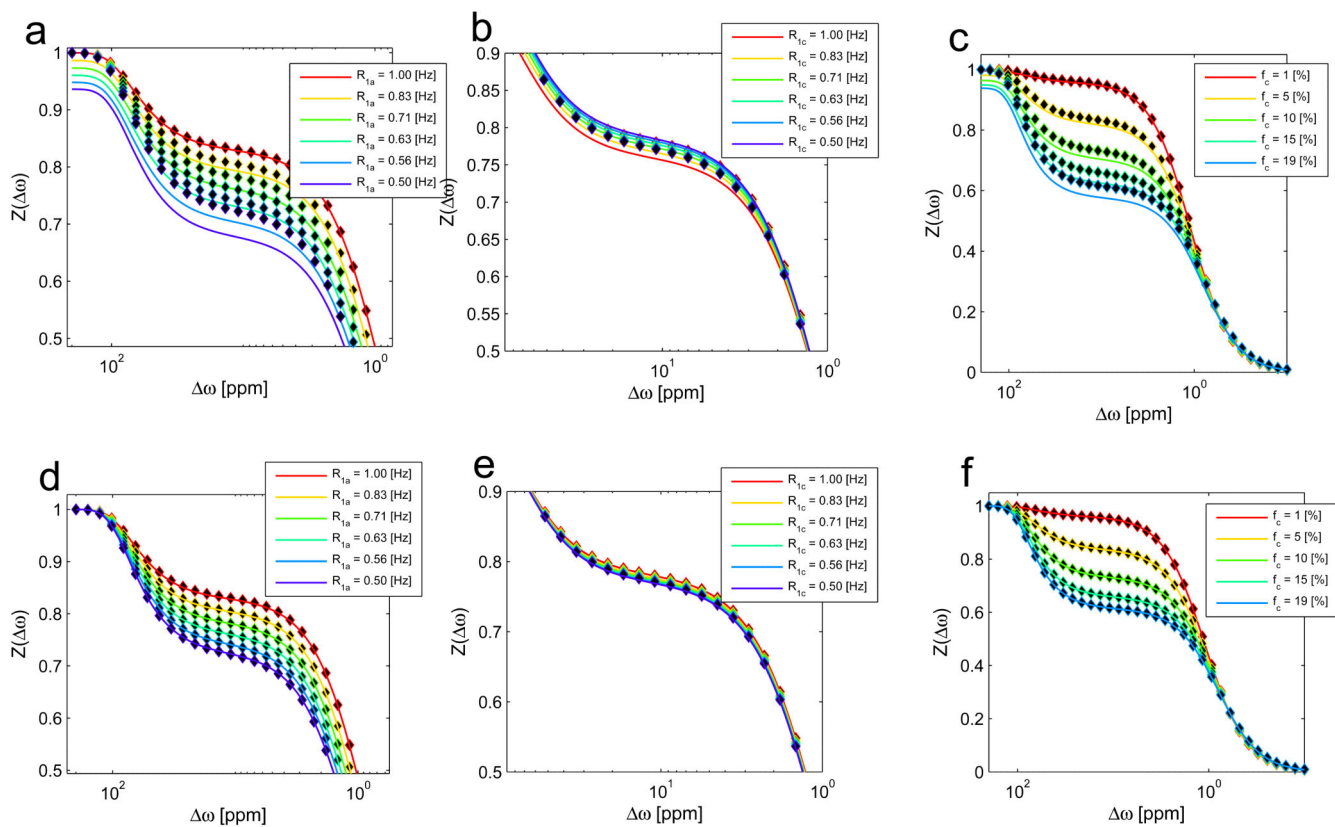 a
R1a = 1.00 [Hz]
R1a = 0.83 [Hz]
R1a = 0.71 [Hz]
R1a = 0.63 [Hz]
R1a = 0.56 [Hz]
R1a = 0.50 [Hz]
1
0.9
0.8
0.7
0.6
0.5
Z(Δω)
10² 10⁰
Δω [ppm]
b
R1c = 1.00 [Hz]
R1c = 0.83 [Hz]
R1c = 0.71 [Hz]
R1c = 0.63 [Hz]
R1c = 0.56 [Hz]
R1c = 0.50 [Hz]
0.9
0.8
0.75
0.7
0.65
0.6
0.5
Z(Δω)
10¹ 10⁰
Δω [ppm]
c
fc = 1 [%]
fc = 5 [%]
fc = 10 [%]
fc = 15 [%]
fc = 19 [%]
1
0.8
0.6
0.4
0.2
0
Z(Δω)
10² 10⁰
Δω [ppm]
d
R1a = 1.00 [Hz]
R1a = 0.83 [Hz]
R1a = 0.71 [Hz]
R1a = 0.63 [Hz]
R1a = 0.56 [Hz]
R1a = 0.50 [Hz]
1
0.9
0.8
0.7
0.6
0.5
Z(Δω)
10² 10⁰
Δω [ppm]
e
R1c = 1.00 [Hz]
R1c = 0.83 [Hz]
R1c = 0.71 [Hz]
R1c = 0.63 [Hz]
R1c = 0.56 [Hz]
R1c = 0.50 [Hz]
0.9
0.8
0.7
0.6
0.5
Z(Δω)
10¹ 10⁰
Δω [ppm]
f
fc = 1 [%]
fc = 5 [%]
fc = 10 [%]
fc = 15 [%]
fc = 19 [%]
1
0.8
0.6
0.4
0.2
0
Z(Δω)
10² 10⁰
Δω [ppm]